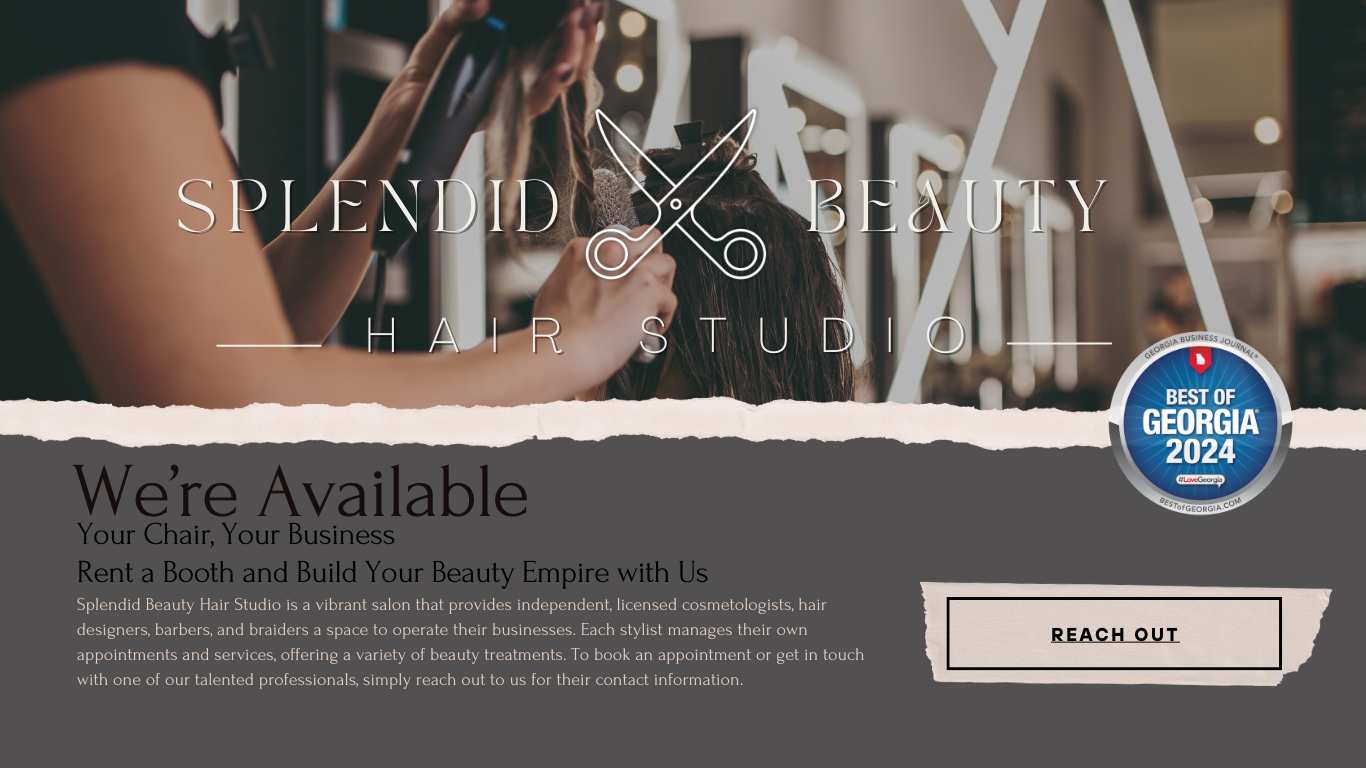 SPLENDID BEAUTY
HAIR STUDIO
GEORGIA BUSINESS JOURNAL®
BEST OF
GEORGIA®
2024
#LoveGeorgia
BESTofGEORGIA.COM
We're Available
Your Chair, Your Business
Rent a Booth and Build Your Beauty Empire with Us
Splendid Beauty Hair Studio is a vibrant salon that provides independent, licensed cosmetologists, hair
designers, barbers, and braiders a space to operate their businesses. Each stylist manages their own
appointments and services, offering a variety of beauty treatments. To book an appointment or get in touch
with one of our talented professionals, simply reach out to us for their contact information.
REACH OUT